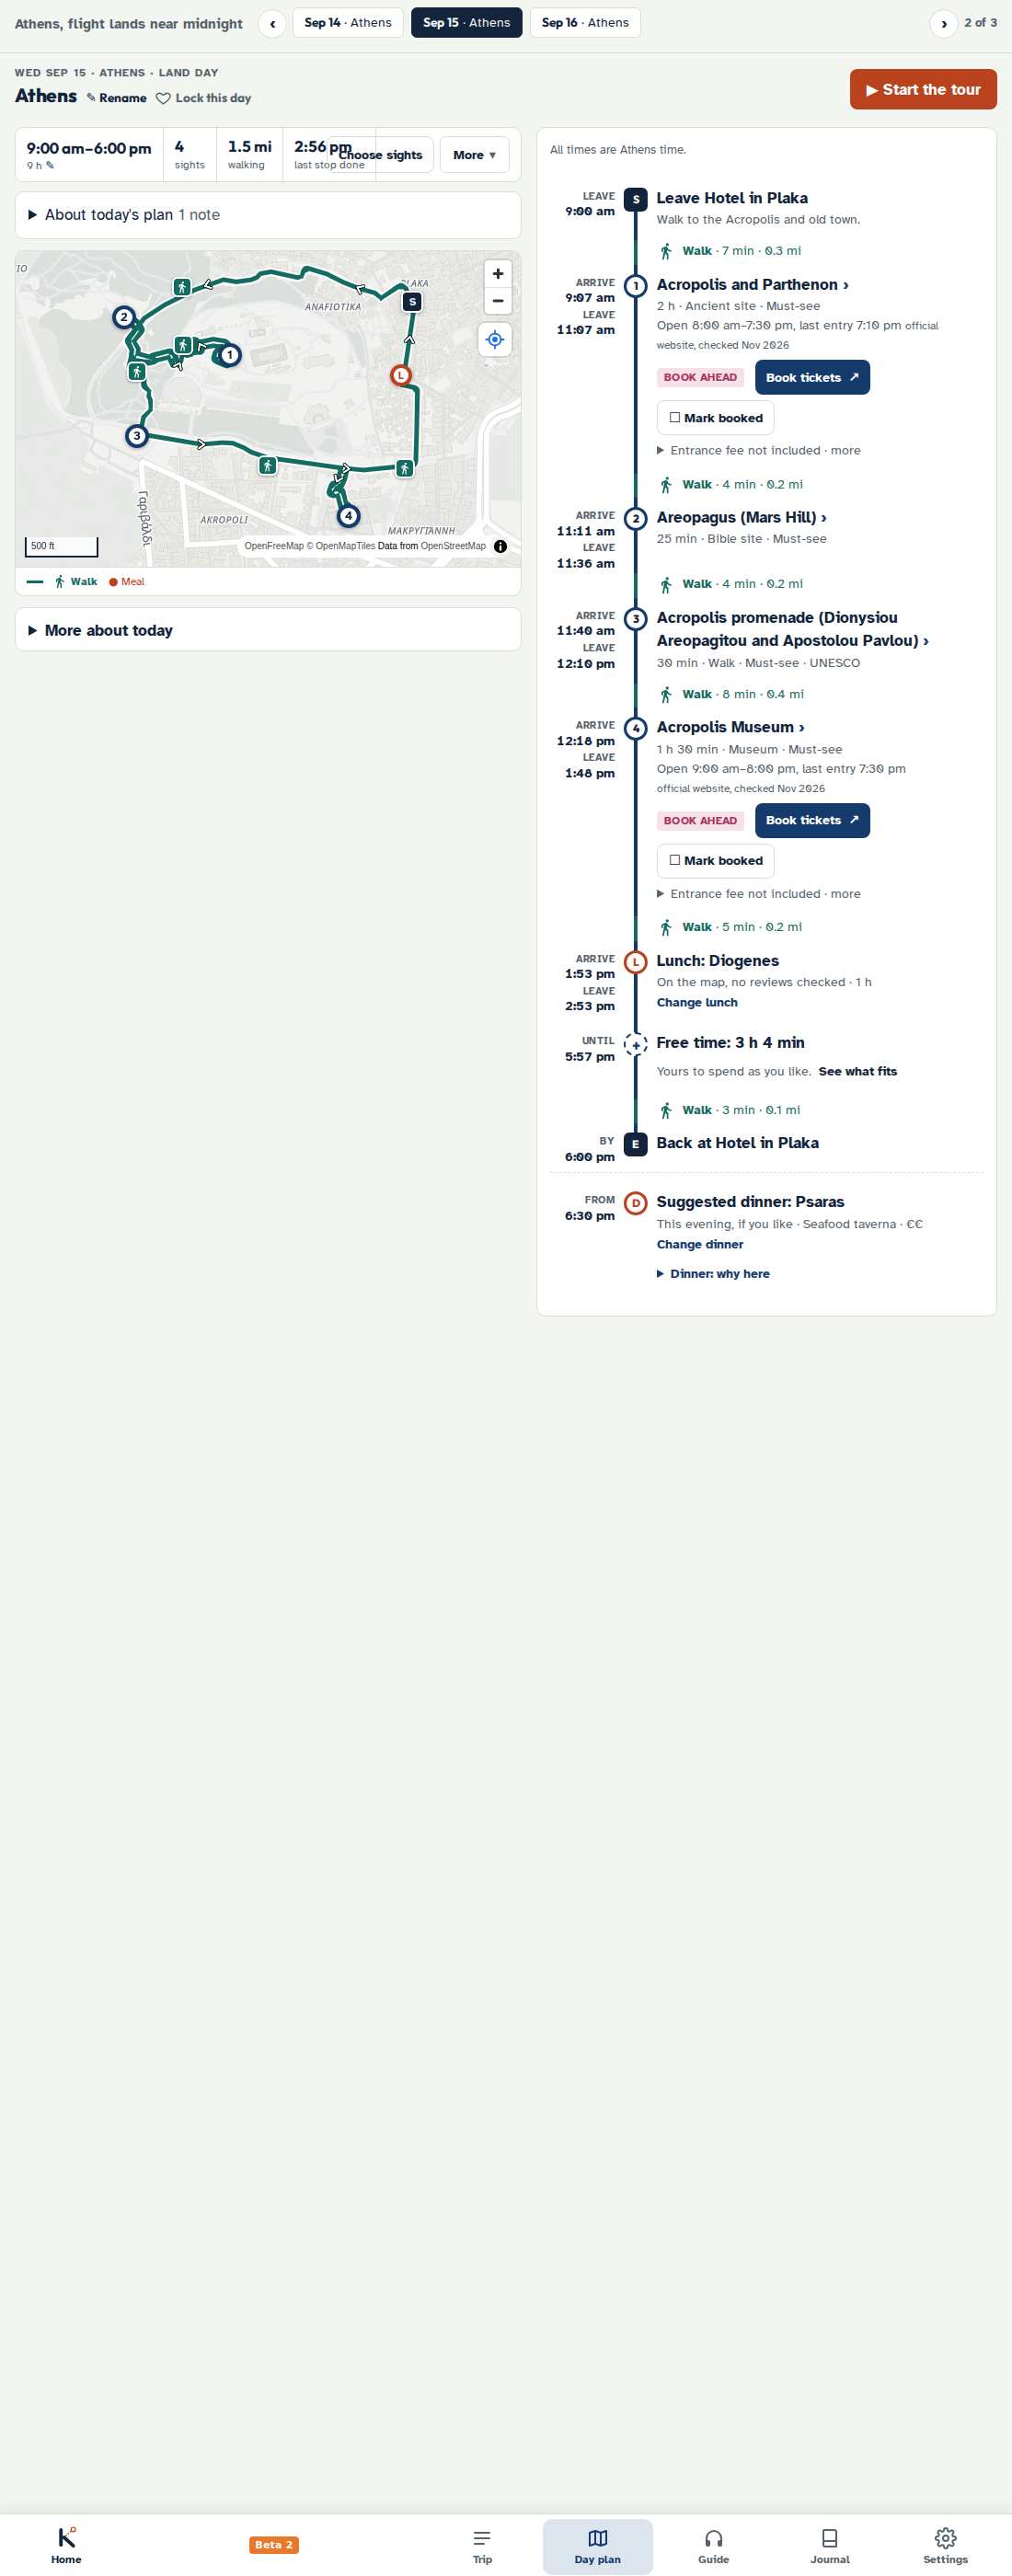 Athens, flight lands near midnight
‹
Sep 14 · Athens
Sep 15 · Athens
Sep 16 · Athens
›
2 of 3
WED SEP 15 · ATHENS · LAND DAY
Athens ✎ Rename ♡ Lock this day
▶ Start the tour
9:00 am–6:00 pm
9 h ✎
4
sights
1.5 mi
walking
2:56 pm
last stop done
Choose sights
More ▼
▶ About today's plan 1 note
IO
PLAKA
ANAFIOTIKA
S
2
1
L
3
4
Γαριβάλδι
AKROPOLI
ΜΑΚΡΥΓΙΑΝΝΗ
+
−
500 ft
OpenFreeMap © OpenMapTiles Data from OpenStreetMap
Walk
Meal
▶ More about today
All times are Athens time.
LEAVE
9:00 am
S
Leave Hotel in Plaka
Walk to the Acropolis and old town.
Walk · 7 min · 0.3 mi
ARRIVE
9:07 am
LEAVE
11:07 am
1
Acropolis and Parthenon ›
2 h · Ancient site · Must-see
Open 8:00 am–7:30 pm, last entry 7:10 pm official
website, checked Nov 2026
BOOK AHEAD
Book tickets ↗
☐ Mark booked
▶ Entrance fee not included · more
Walk · 4 min · 0.2 mi
ARRIVE
11:11 am
LEAVE
11:36 am
2
Areopagus (Mars Hill) ›
25 min · Bible site · Must-see
Walk · 4 min · 0.2 mi
ARRIVE
11:40 am
LEAVE
12:10 pm
3
Acropolis promenade (Dionysiou
Areopagitou and Apostolou Pavlou) ›
30 min · Walk · Must-see · UNESCO
Walk · 8 min · 0.4 mi
ARRIVE
12:18 pm
LEAVE
1:48 pm
4
Acropolis Museum ›
1 h 30 min · Museum · Must-see
Open 9:00 am–8:00 pm, last entry 7:30 pm
official website, checked Nov 2026
BOOK AHEAD
Book tickets ↗
☐ Mark booked
▶ Entrance fee not included · more
Walk · 5 min · 0.2 mi
ARRIVE
1:53 pm
LEAVE
2:53 pm
L
Lunch: Diogenes
On the map, no reviews checked · 1 h
Change lunch
UNTIL
5:57 pm
+
Free time: 3 h 4 min
Yours to spend as you like. See what fits
Walk · 3 min · 0.1 mi
BY
6:00 pm
E
Back at Hotel in Plaka
FROM
6:30 pm
D
Suggested dinner: Psaras
This evening, if you like · Seafood taverna · €€
Change dinner
▶ Dinner: why here
Home
Beta 2
Trip
Day plan
Guide
Journal
Settings